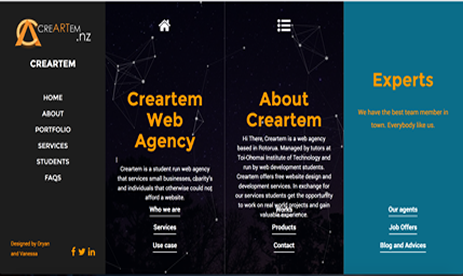 CREARTEM
.nz
CREARTEM
HOME
ABOUT
PORTFOLIO
SERVICES
STUDENTS
FAQS
Designed by Oryan
and Vanessa
Creartem
Web
Agency
Creartem is a student run web agency
that services small businesses, charity's
and individuals that otherwise could not
afford a website.
Who we are
Services
Use case
About
Creartem
Hi There, Creartem is a web agency
based in Rotorua. Managed by tutors at
Toi-Ohomai Institute of Technology and
run by web development students.
Creartem offers free website design and
development services. In exchange for
our services students get the opportunity
to work on real world projects and gain
valuable experience.
Works
Products
Contact
Experts
We have the best team member in
town. Everybody like us.
Our agents
Job Offers
Blog and Advices